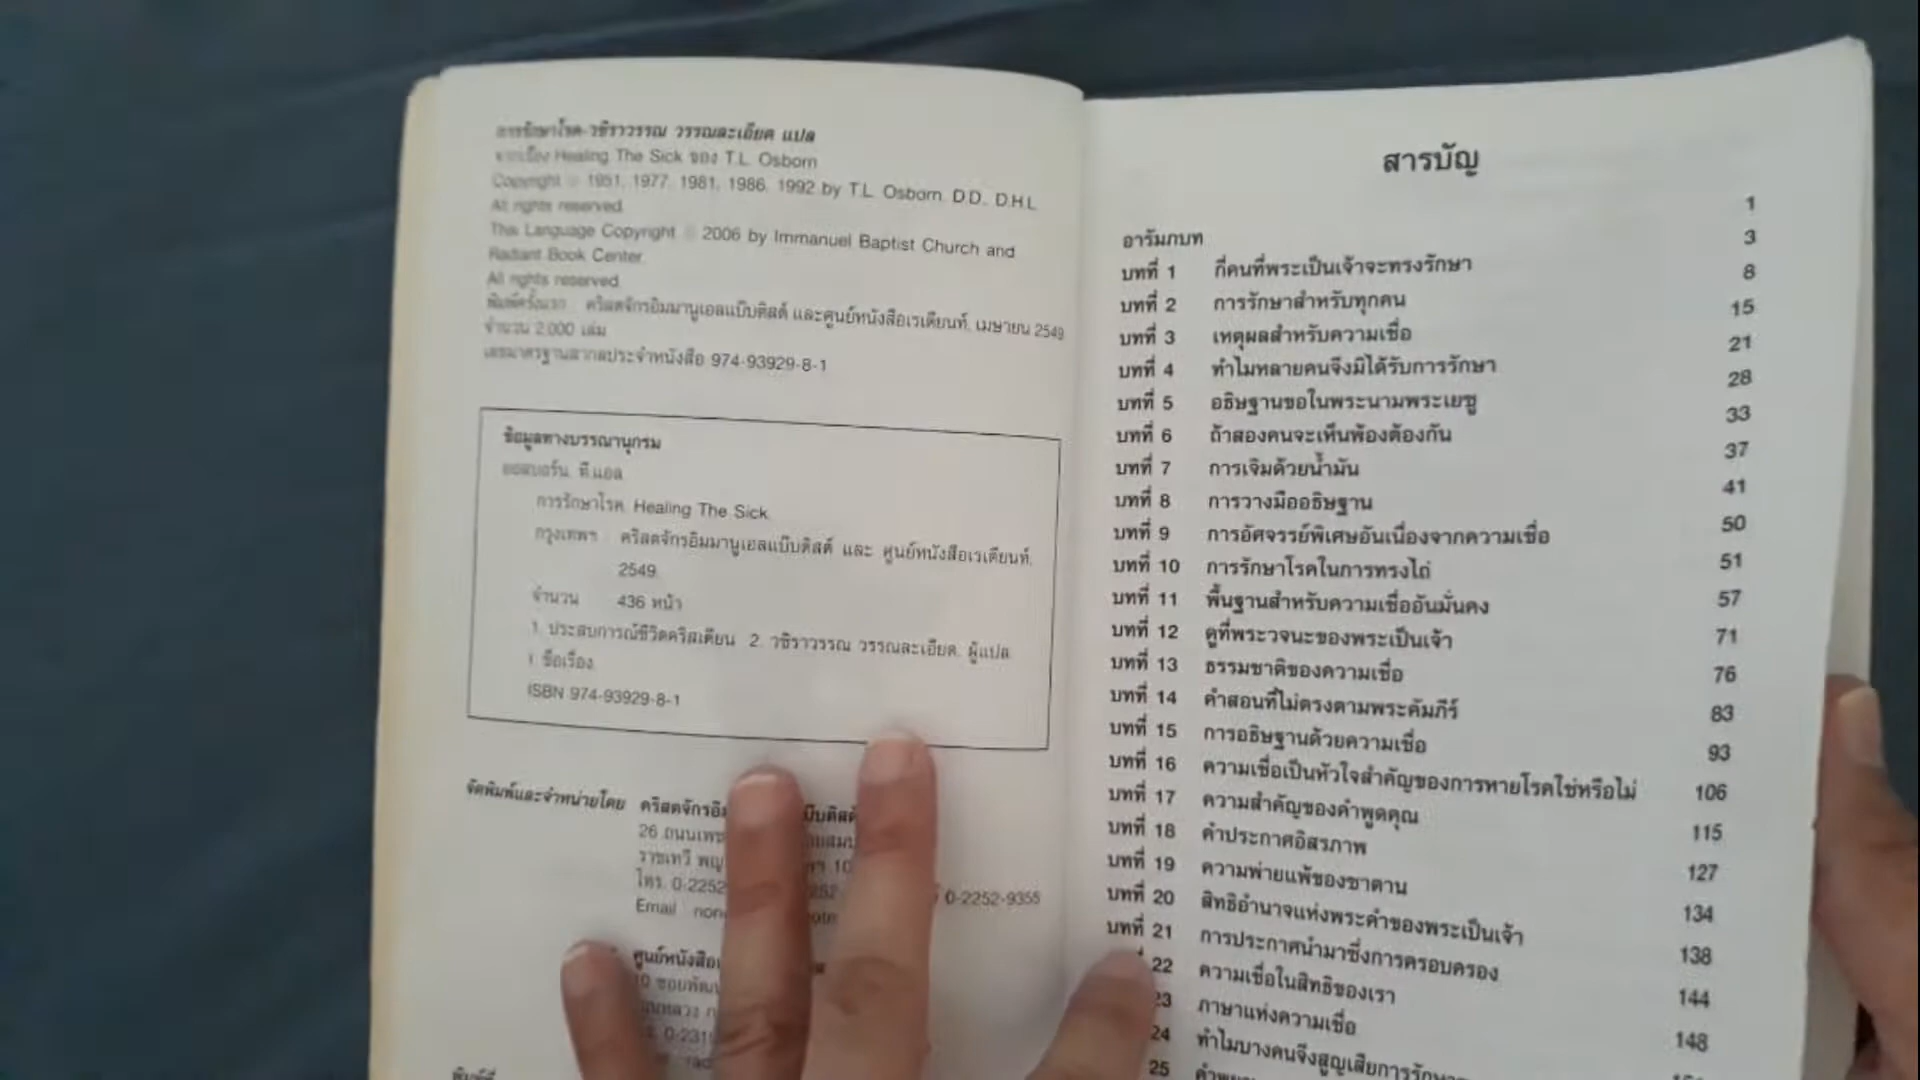 การรักษาโรค-วชิราวรรณ วรรณละเอียด แปล
จากเรื่อง Healing The Sick ของ T.L. Osborn
Copyright © 1951, 1977, 1981, 1986, 1992 by T.L. Osborn, D.D., D.H.L.
All rights reserved.
Thai Language Copyright © 2006 by Immanuel Baptist Church and
Radiant Book Center.
All rights reserved.
พิมพ์ครั้งแรก คริสตจักรอิมมานูเอลแบ๊บติสต์ และศูนย์หนังสือเรเดียนท์, เมษายน 2549
จำนวน 2,000 เล่ม
เลขมาตรฐานสากลประจำหนังสือ 974-93929-8-1
ข้อมูลทางบรรณานุกรม
ออสบอร์น, ที.แอล.
การรักษาโรค. Healing The Sick.
กรุงเทพฯ คริสตจักรอิมมานูเอลแบ๊บติสต์ และ ศูนย์หนังสือเรเดียนท์,
2549.
จำนวน 436 หน้า
1. ประสบการณ์ชีวิตคริสเตียน 2. วชิราวรรณ วรรณละเอียด, ผู้แปล
I. ชื่อเรื่อง
ISBN 974-93929-8-1
จัดพิมพ์และจำหน่ายโดย
26
ราชเทวี
โทร. 0-2252 0-2252-9355
Email
10
พิมพ์ที่
สารบัญ
อารัมภบท 1
บทที่ 1 กี่คนที่พระเป็นเจ้าจะทรงรักษา 3
บทที่ 2 การรักษาสำหรับทุกคน 8
บทที่ 3 เหตุผลสำหรับความเชื่อ 15
บทที่ 4 ทำไมหลายคนจึงมิได้รับการรักษา 21
บทที่ 5 อธิษฐานขอในพระนามพระเยซู 28
บทที่ 6 ถ้าสองคนจะเห็นพ้องต้องกัน 33
บทที่ 7 การเจิมด้วยน้ำมัน 37
บทที่ 8 การวางมืออธิษฐาน 41
บทที่ 9 การอัศจรรย์พิเศษอันเนื่องจากความเชื่อ 50
บทที่ 10 การรักษาโรคในการทรงไถ่ 51
บทที่ 11 พื้นฐานสำหรับความเชื่ออันมั่นคง 57
บทที่ 12 ดูที่พระวจนะของพระเป็นเจ้า 71
บทที่ 13 ธรรมชาติของความเชื่อ 76
บทที่ 14 คำสอนที่ไม่ตรงตามพระคัมภีร์ 83
บทที่ 15 การอธิษฐานด้วยความเชื่อ 93
บทที่ 16 ความเชื่อเป็นหัวใจสำคัญของการหายโรคใช่หรือไม่ 106
บทที่ 17 ความสำคัญของคำพูดคุณ 115
บทที่ 18 คำประกาศอิสรภาพ 127
บทที่ 19 ความพ่ายแพ้ของซาตาน 134
บทที่ 20 สิทธิอำนาจแห่งพระคำของพระเป็นเจ้า 138
บทที่ 21 การประกาศนำมาซึ่งการครอบครอง 144
22 ความเชื่อในสิทธิของเรา 148
23 ภาษาแห่งความเชื่อ
24 ทำไมบางคนจึงสูญเสียการรักษา
25